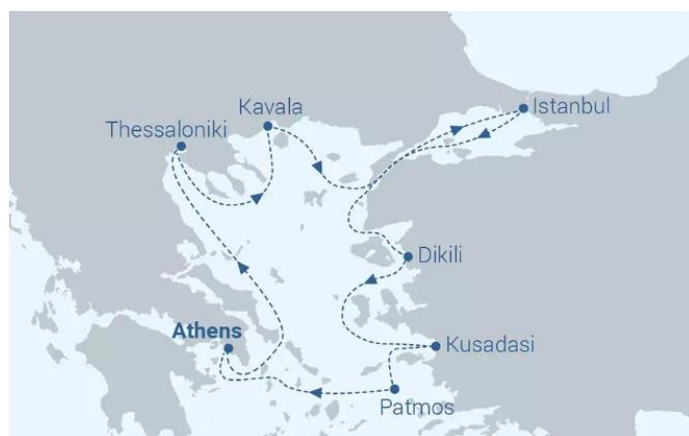 Kavala
Istanbul
Thessaloniki
Dikili
Athens
Kusadasi
Patmos